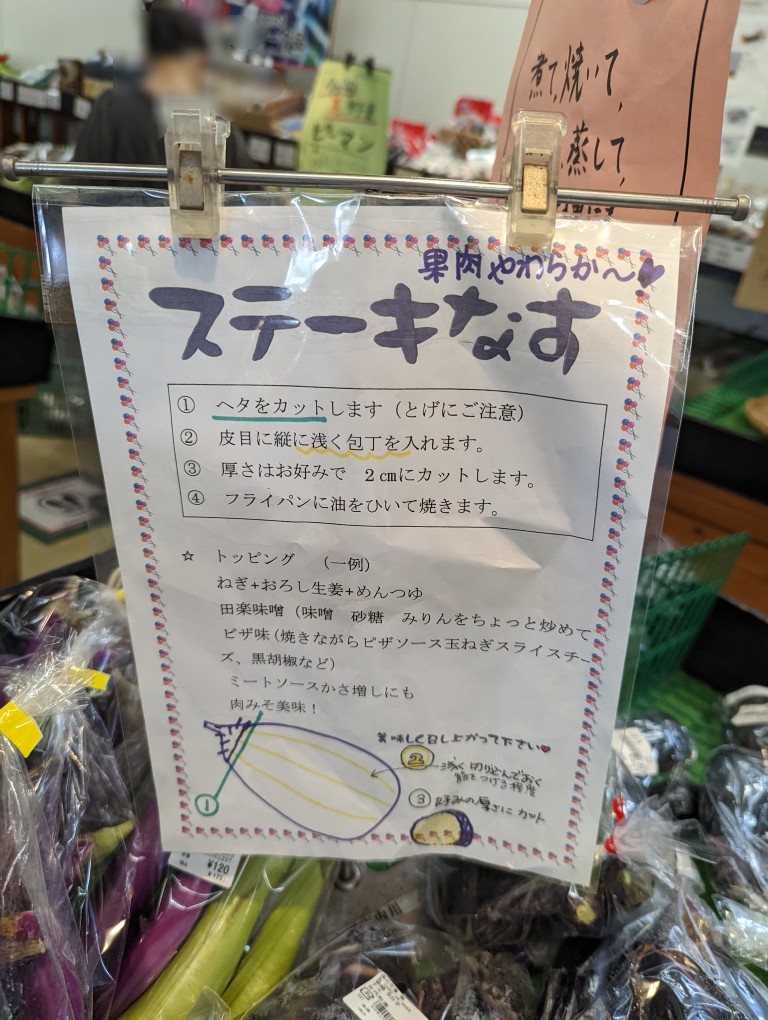 煮て、焼いて、
蒸して、
ピーマン
果肉やわらか〜♥
ステーキなす
① ヘタをカットします（とげにご注意）
② 皮目に縦に浅く包丁を入れます。
③ 厚さはお好みで ２㎝にカットします。
④ フライパンに油をひいて焼きます。
☆ トッピング （一例）
ねぎ+おろし生姜+めんつゆ
田楽味噌（味噌 砂糖 みりんをちょっと炒めて
ピザ味（焼きながらピザソース玉ねぎスライスチー
ズ、黒胡椒など）
ミートソースかさ増しにも
肉みそ美味！
美味しく召し上がって下さい♥
①
② 浅く切りこんでおく
筋をつける程度
③ 好みの厚さにカット
¥120